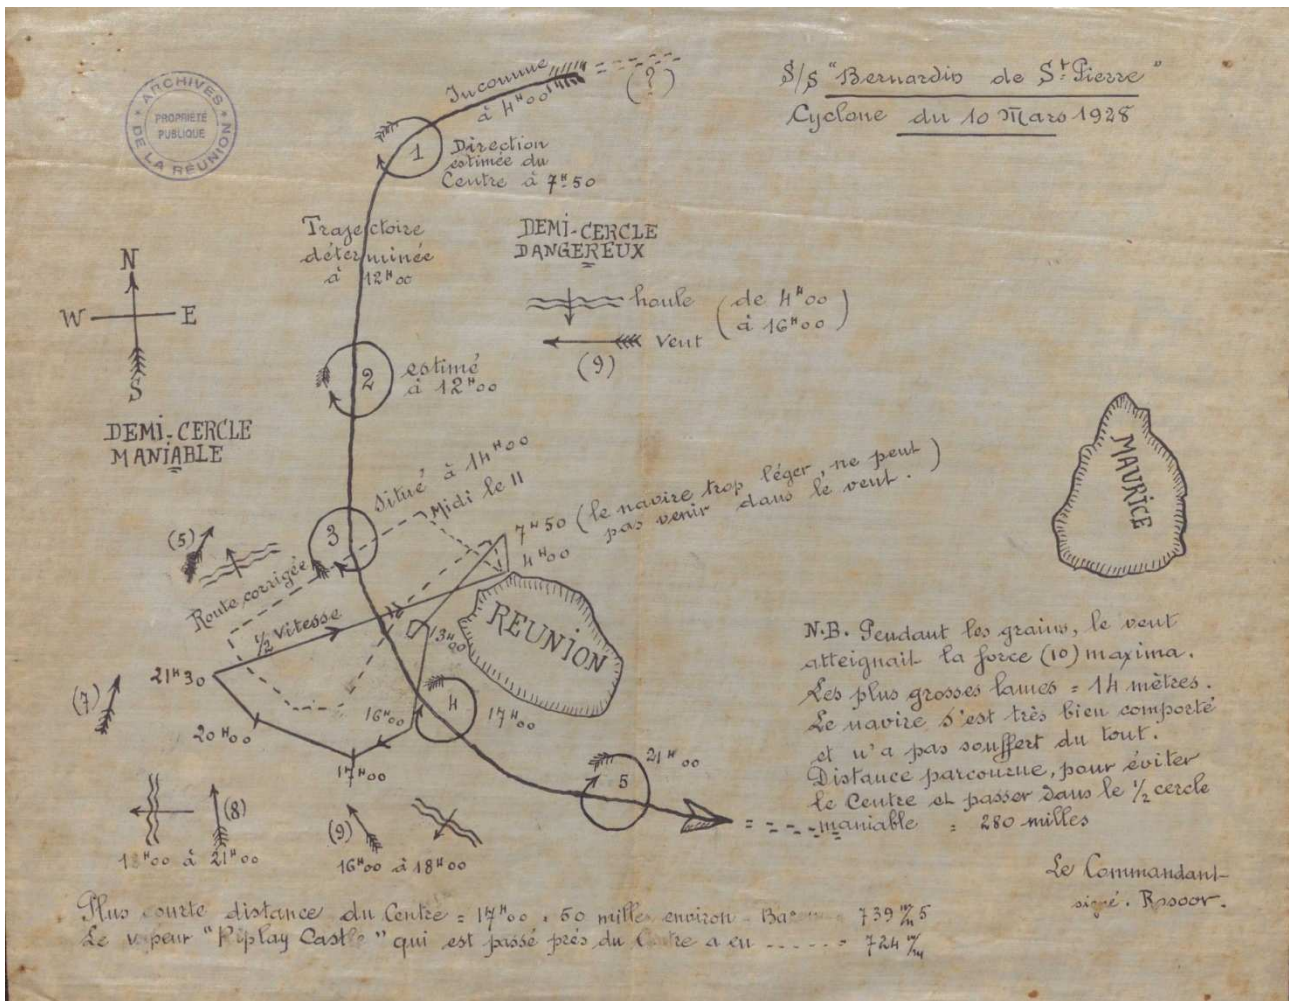 ARCHIVES
DE LA RÉUNION
PROPRIÉTÉ
PUBLIQUE
S/S "Bernardin de St Pierre"
Cyclone du 10 Mars 1928
Inconnue
à 4H00
(?)
1
Direction
estimée du
Centre à 7H50
Trajectoire
déterminée
à 12H00
DEMI-CERCLE
DANGEREUX
houle
vent
(de 4H00
à 16H00)
(9)
N
W E
S
DEMI-CERCLE
MANIABLE
2
estimé
à 12H00
3
Situé à 14H00
Midi le 11
7H50 (le navire trop léger, ne peut
pas venir dans le vent.)
4H00
MAURICE
(5)
Route corrigée
1/2 vitesse
13H00
REUNION
21H30
(7)
20H00
17H00
16H00
4
17H00
5
21H00
N.B. Pendant les grains, le vent
atteignait la force (10) maxima.
Les plus grosses lames = 14 mètres.
Le navire s'est très bien comporté
et n'a pas souffert du tout.
Distance parcourue, pour éviter
le Centre et passer dans le 1/2 cercle
maniable = 280 milles
(8)
à 21H00
(9)
16H00 à 18H00
Le Commandant
signé.
Plus courte distance du Centre = 17H00. 50 milles environ 739 m/m 5
Le vapeur "Piplay Castle" qui est passé près du Centre a eu ...... = 724 m/m